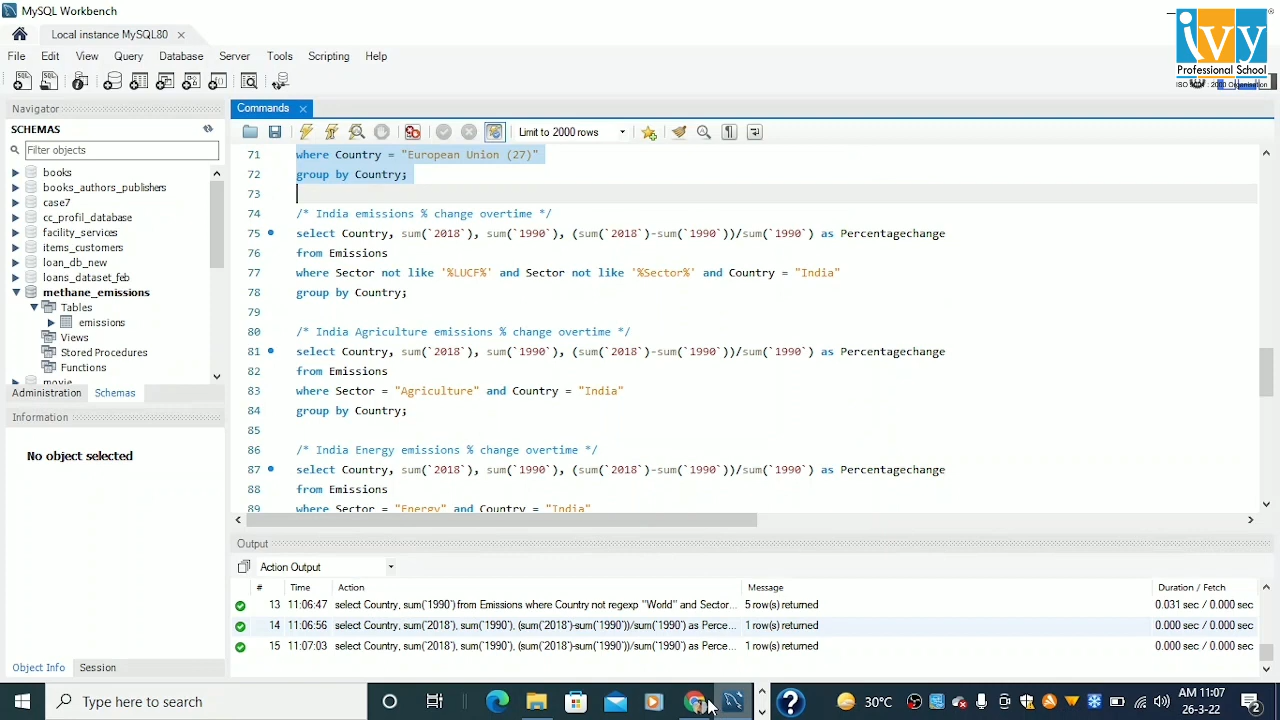 MySQL Workbench
Local instance MySQL80
File Edit View Query Database Server Tools Scripting Help
ivy
Professional School
Navigator
SCHEMAS
Filter objects
books
books_authors_publishers
case7
cc_profil_database
facility_services
items_customers
loan_db_new
loans_dataset_feb
methane_emissions
Tables
emissions
Views
Stored Procedures
Functions
movie
Administration Schemas
Information
No object selected
Object Info Session
Commands
Limit to 2000 rows
71 where Country = "European Union (27)"
72 group by Country;
73
74 /* India emissions % change overtime */
75 select Country, sum(`2018`), sum(`1990`), (sum(`2018`)-sum(`1990`))/sum(`1990`) as Percentagechange
76 from Emissions
77 where Sector not like '%LUCF%' and Sector not like '%Sector%' and Country = "India"
78 group by Country;
79
80 /* India Agriculture emissions % change overtime */
81 select Country, sum(`2018`), sum(`1990`), (sum(`2018`)-sum(`1990`))/sum(`1990`) as Percentagechange
82 from Emissions
83 where Sector = "Agriculture" and Country = "India"
84 group by Country;
85
86 /* India Energy emissions % change overtime */
87 select Country, sum(`2018`), sum(`1990`), (sum(`2018`)-sum(`1990`))/sum(`1990`) as Percentagechange
88 from Emissions
89 where Sector = "Energy" and Country = "India"
Output
Action Output
# Time Action Message Duration / Fetch
13 11:06:47 select Country, sum(`1990`) from Emissions where Country not regexp "World" and Sector... 5 row(s) returned 0.031 sec / 0.000 sec
14 11:06:56 select Country, sum(`2018`), sum(`1990`), (sum(`2018`)-sum(`1990`))/sum(`1990`) as Perce... 1 row(s) returned 0.000 sec / 0.000 sec
15 11:07:03 select Country, sum(`2018`), sum(`1990`), (sum(`2018`)-sum(`1990`))/sum(`1990`) as Perce... 1 row(s) returned 0.000 sec / 0.000 sec
Type here to search
30°C
AM 11:07
26-3-22
2